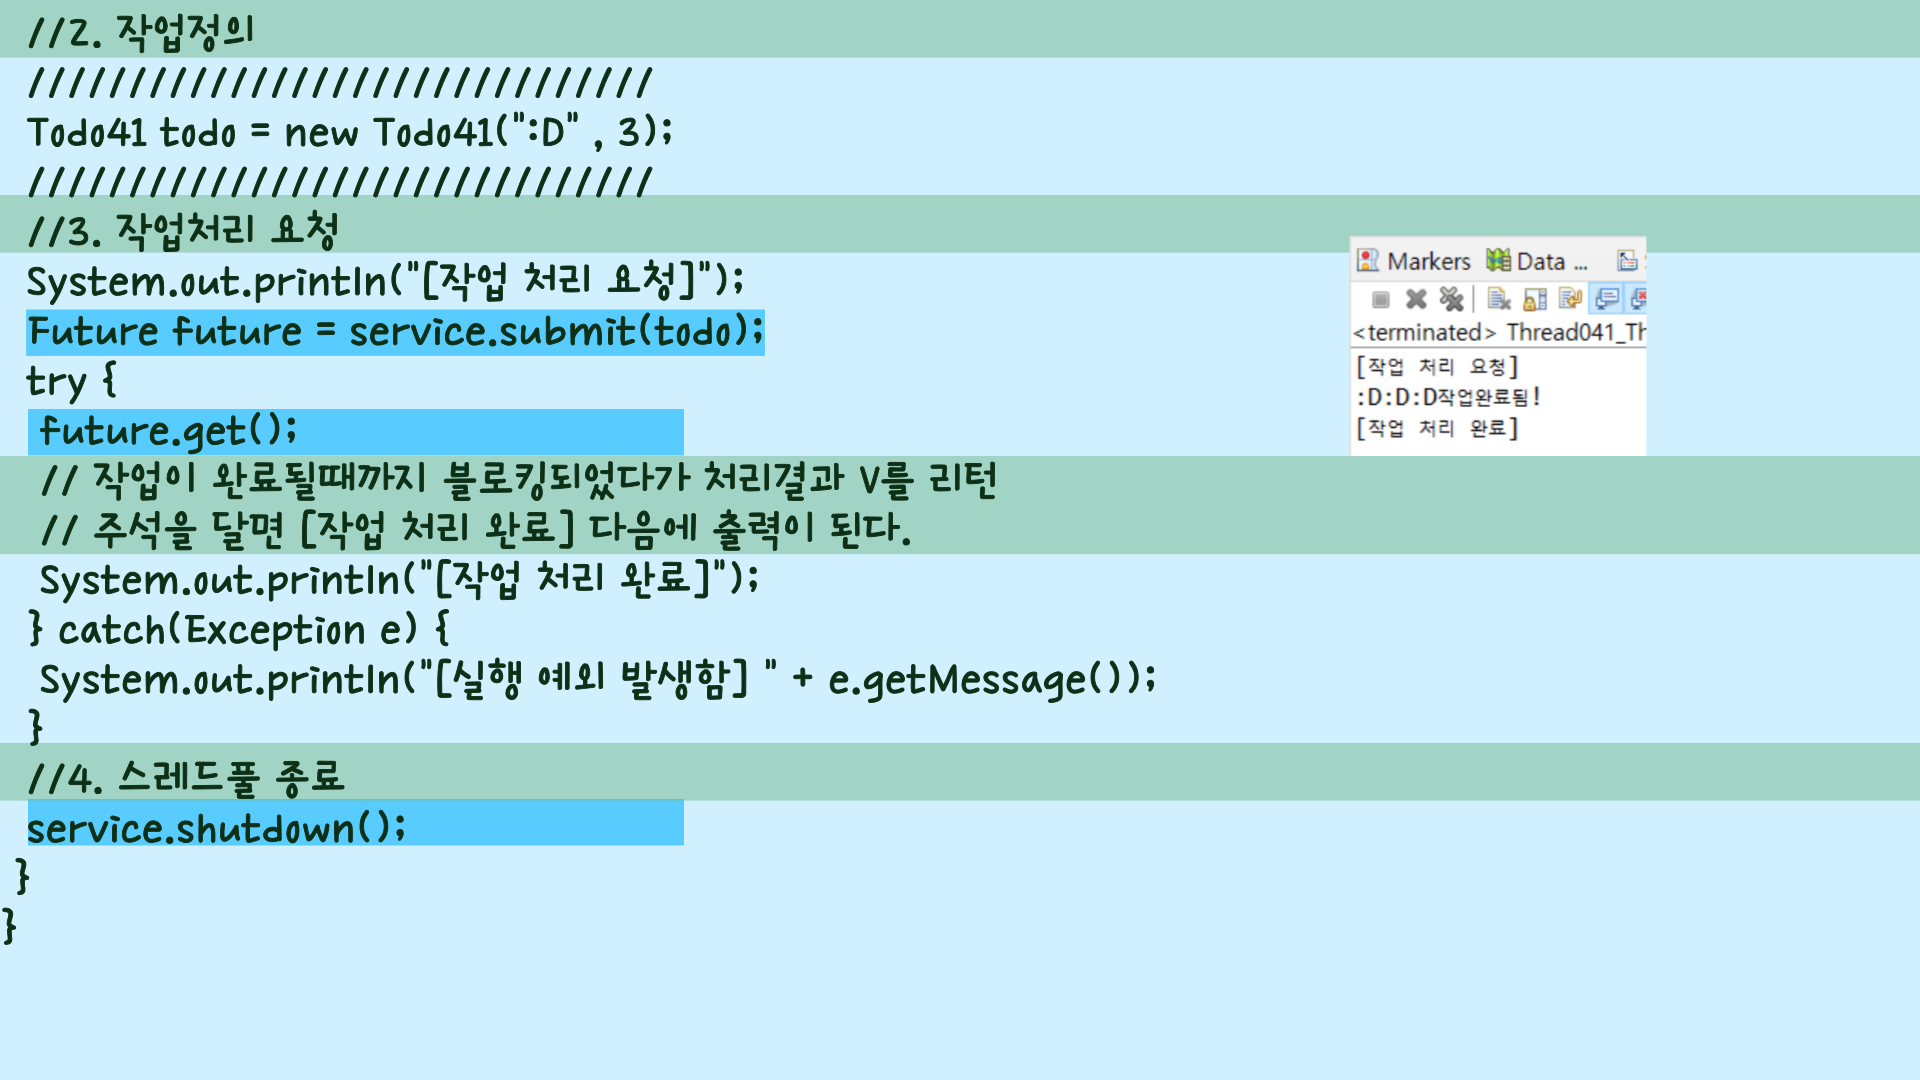 //2. 작업정의
///////////////////////////////
Todo41 todo = new Todo41(":D" , 3);
///////////////////////////////
//3. 작업처리 요청
System.out.println("[작업 처리 요청]");
Future future = service.submit(todo);
try {
future.get();
// 작업이 완료될때까지 블로킹되었다가 처리결과 V를 리턴
// 주석을 달면 [작업 처리 완료] 다음에 출력이 된다.
System.out.println("[작업 처리 완료]");
} catch(Exception e) {
System.out.println("[실행 예외 발생함] " + e.getMessage());
}
//4. 스레드풀 종료
service.shutdown();
}
}
Markers Data ...
<terminated> Thread041_Th
[작업 처리 요청]
:D:D:D작업완료됨!
[작업 처리 완료]